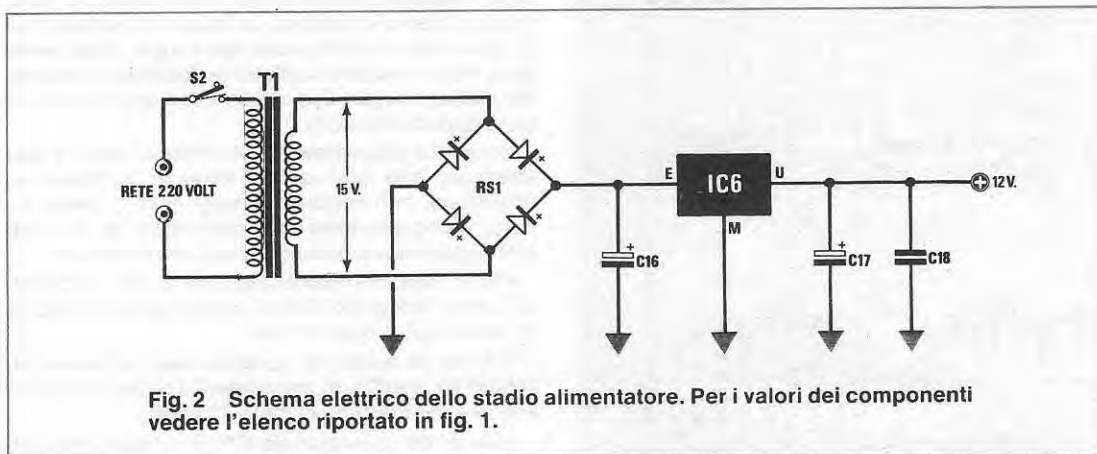 S2
T1
RETE 220 VOLT
15 V.
RS1
E
IC6
U
M
+
C16
+
C17
C18
+ 12V.
Fig. 2 Schema elettrico dello stadio alimentatore. Per i valori dei componenti
vedere l'elenco riportato in fig. 1.